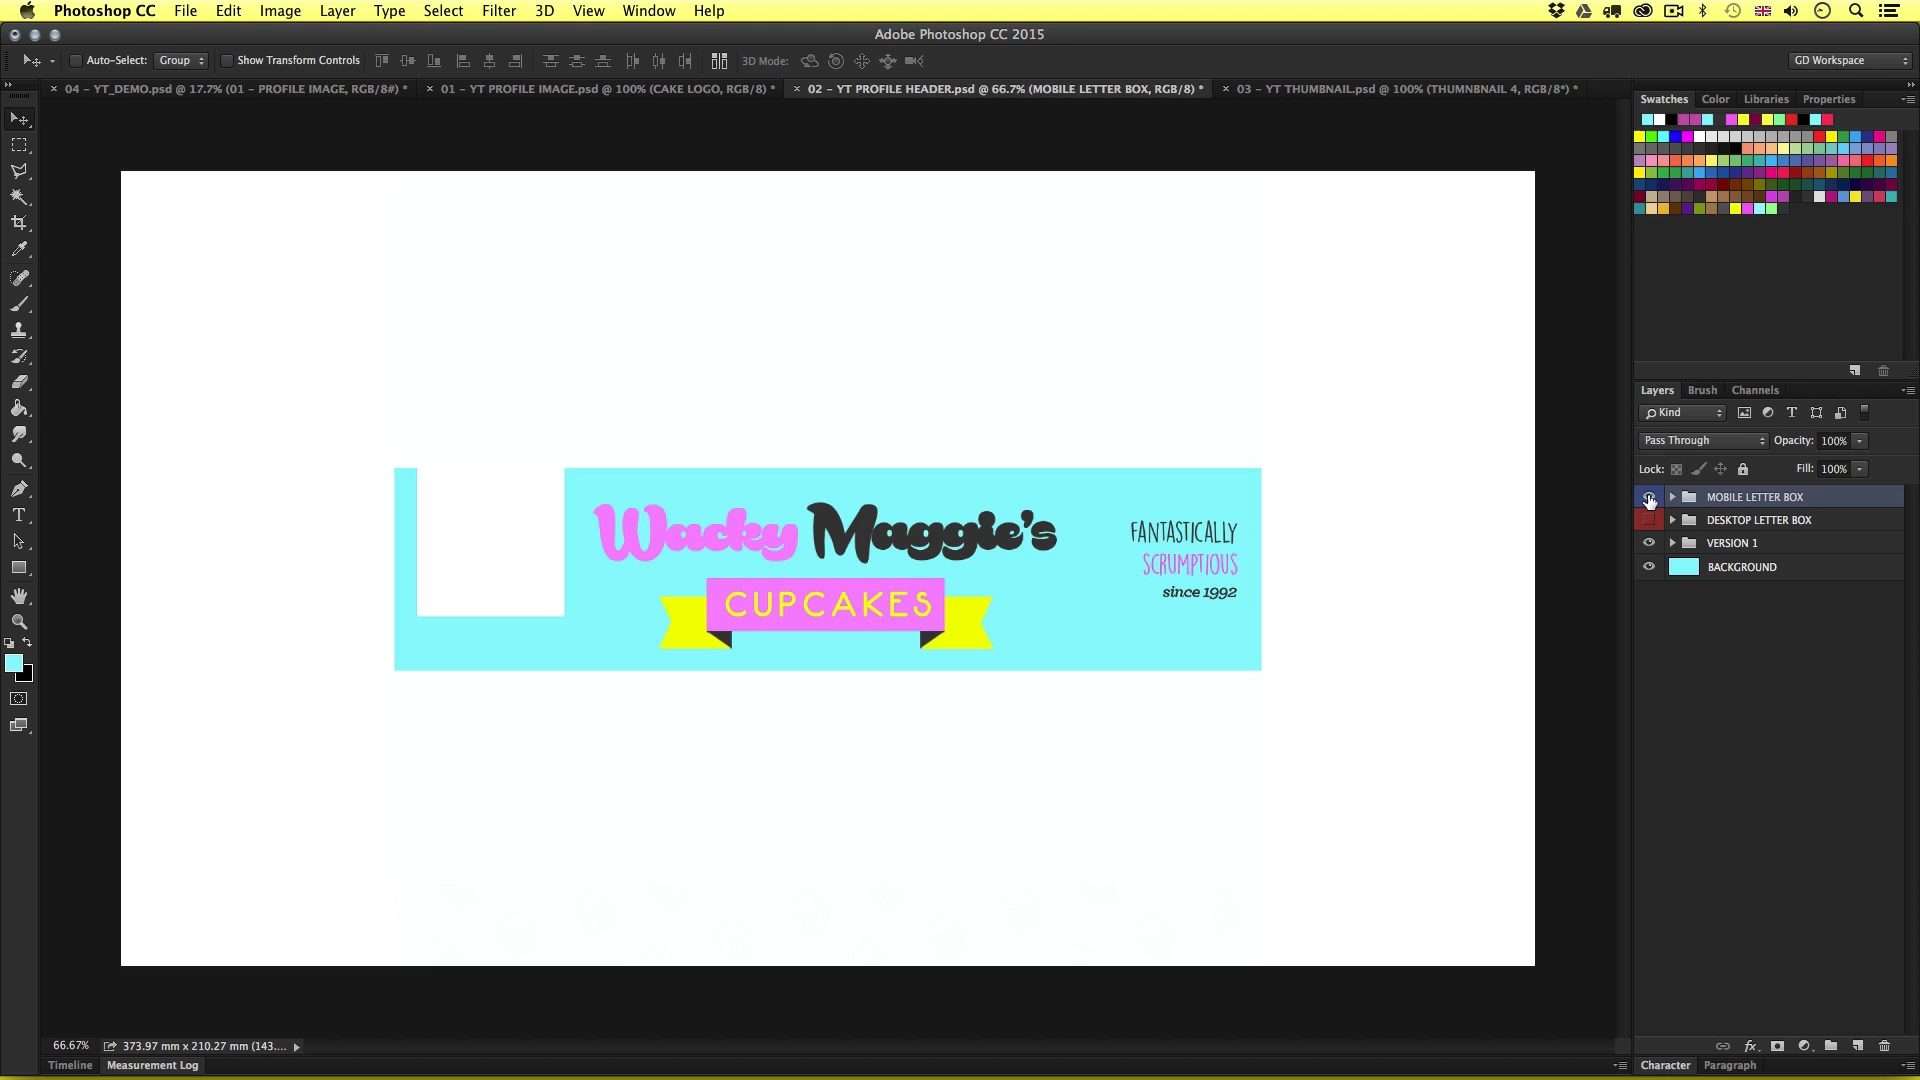 Photoshop CC File Edit Image Layer Type Select Filter 3D View Window Help
Adobe Photoshop CC 2015
Auto-Select: Group Show Transform Controls 3D Mode: GD Workspace
04 - YT_DEMO.psd @ 17.7% (01 - PROFILE IMAGE, RGB/8#) *
01 - YT PROFILE IMAGE.psd @ 100% (CAKE LOGO, RGB/8) *
02 - YT PROFILE HEADER.psd @ 66.7% (MOBILE LETTER BOX, RGB/8) *
03 - YT THUMBNAIL.psd @ 100% (THUMNBNAIL 4, RGB/8*) *
Swatches Color Libraries Properties
Layers Brush Channels
Kind
Pass Through Opacity: 100%
Lock: Fill: 100%
MOBILE LETTER BOX
DESKTOP LETTER BOX
VERSION 1
BACKGROUND
Wacky Maggie's
CUPCAKES
FANTASTICALLY
SCRUMPTIOUS
since 1992
66.67% 373.97 mm x 210.27 mm (143....
Timeline Measurement Log
Character Paragraph